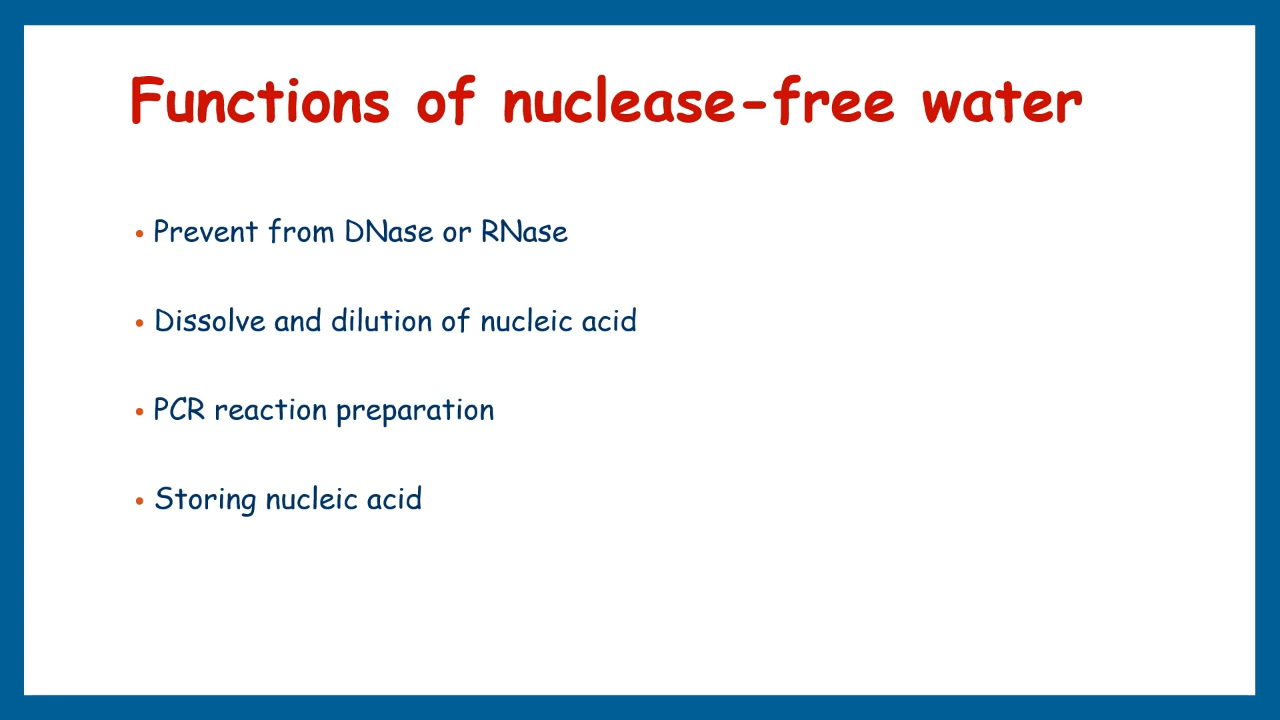 Functions of nuclease-free water
• Prevent from DNase or RNase
• Dissolve and dilution of nucleic acid
• PCR reaction preparation
• Storing nucleic acid